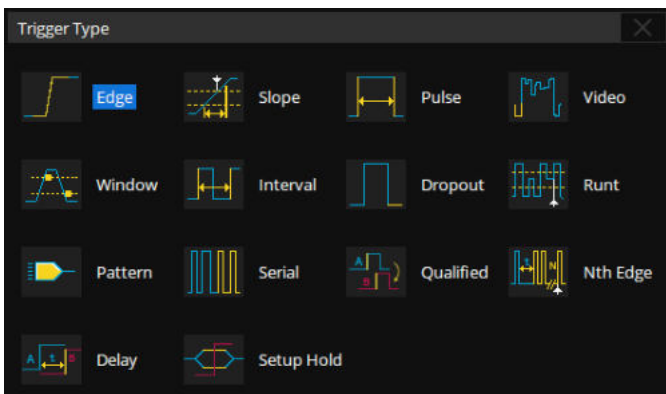 Trigger Type
Edge
Slope
Pulse
Video
Window
Interval
Dropout
Runt
Pattern
Serial
A
B
Qualified
t
N
Nth Edge
A
t
B
Delay
Setup Hold